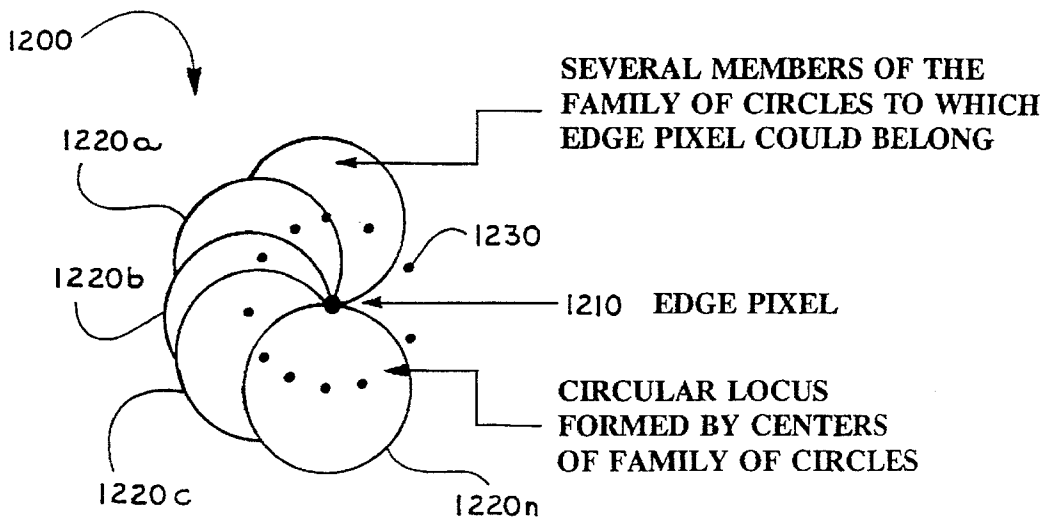 1200
SEVERAL MEMBERS OF THE
FAMILY OF CIRCLES TO WHICH
EDGE PIXEL COULD BELONG
1220a
1230
1220b
1210 EDGE PIXEL
CIRCULAR LOCUS
FORMED BY CENTERS
OF FAMILY OF CIRCLES
1220c
1220n